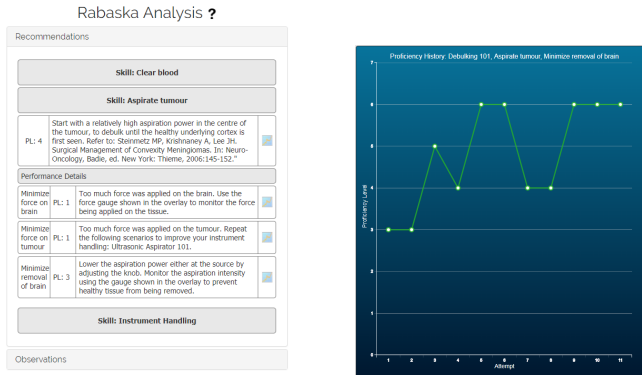 Rabaska Analysis ?
Recommendations
Skill: Clear blood
Skill: Aspirate tumour
PL: 4
Start with a relatively high aspiration power in the centre of
the tumour, to debulk until the healthy underlying cortex is
first seen. Refer to: Steinmetz MP, Krishnaney A, Lee JH.
Surgical Management of Convexity Meningiomas. In: Neuro-
Oncology, Badie, ed. New York: Thieme, 2006:145-152."
Performance Details
Minimize
force on
brain
PL: 1
Too much force was applied on the brain. Use the
force gauge shown in the overlay to monitor the force
being applied on the tissue.
Minimize
force on
tumour
PL: 1
Too much force was applied on the tumour. Repeat
the following scenarios to improve your instrument
handling: Ultrasonic Aspirator 101.
Minimize
removal
of brain
PL: 3
Lower the aspiration power either at the source by
adjusting the knob. Monitor the aspiration intensity
using the gauge shown in the overlay to prevent
healthy tissue from being removed.
Skill: Instrument Handling
Observations
Proficiency History: Debulking 101, Aspirate tumour, Minimize removal of brain
Proficiency Level
7
6
5
4
3
2
1
0
1 2 3 4 5 6 7 8 9 10 11
Attempt